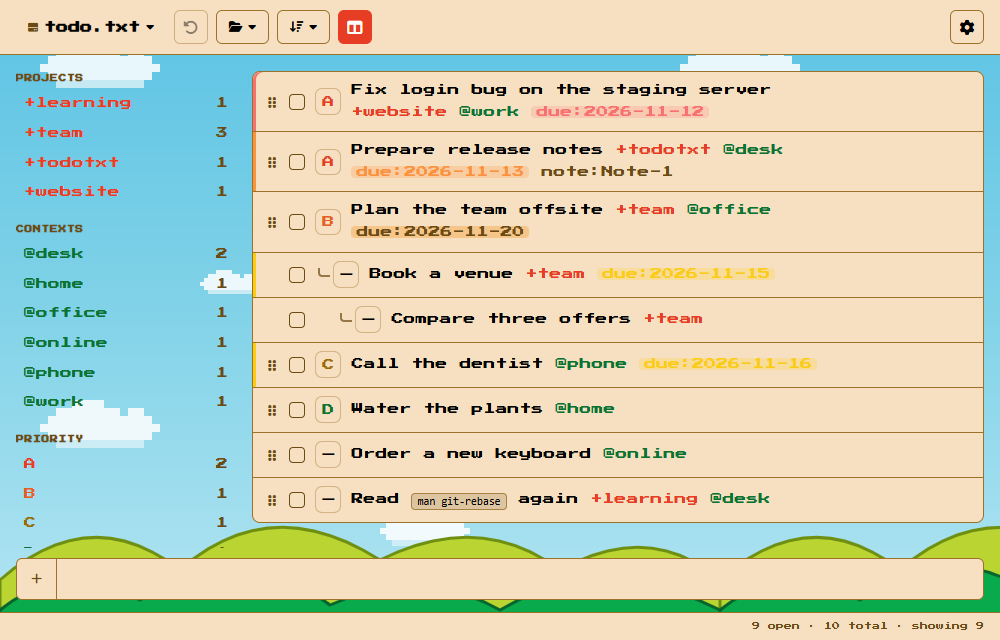 todo.txt
PROJECTS
+learning 1
+team 3
+todotxt 1
+website 1
CONTEXTS
@desk 2
@home 1
@office 1
@online 1
@phone 1
@work 1
PRIORITY
A 2
B 1
C 1
A Fix login bug on the staging server
+website @work due:2026-11-12
A Prepare release notes +todotxt @desk
due:2026-11-13 note:Note-1
B Plan the team offsite +team @office
due:2026-11-20
– Book a venue +team due:2026-11-15
– Compare three offers +team
C Call the dentist @phone due:2026-11-16
D Water the plants @home
– Order a new keyboard @online
– Read man git-rebase again +learning @desk
+
9 open · 10 total · showing 9